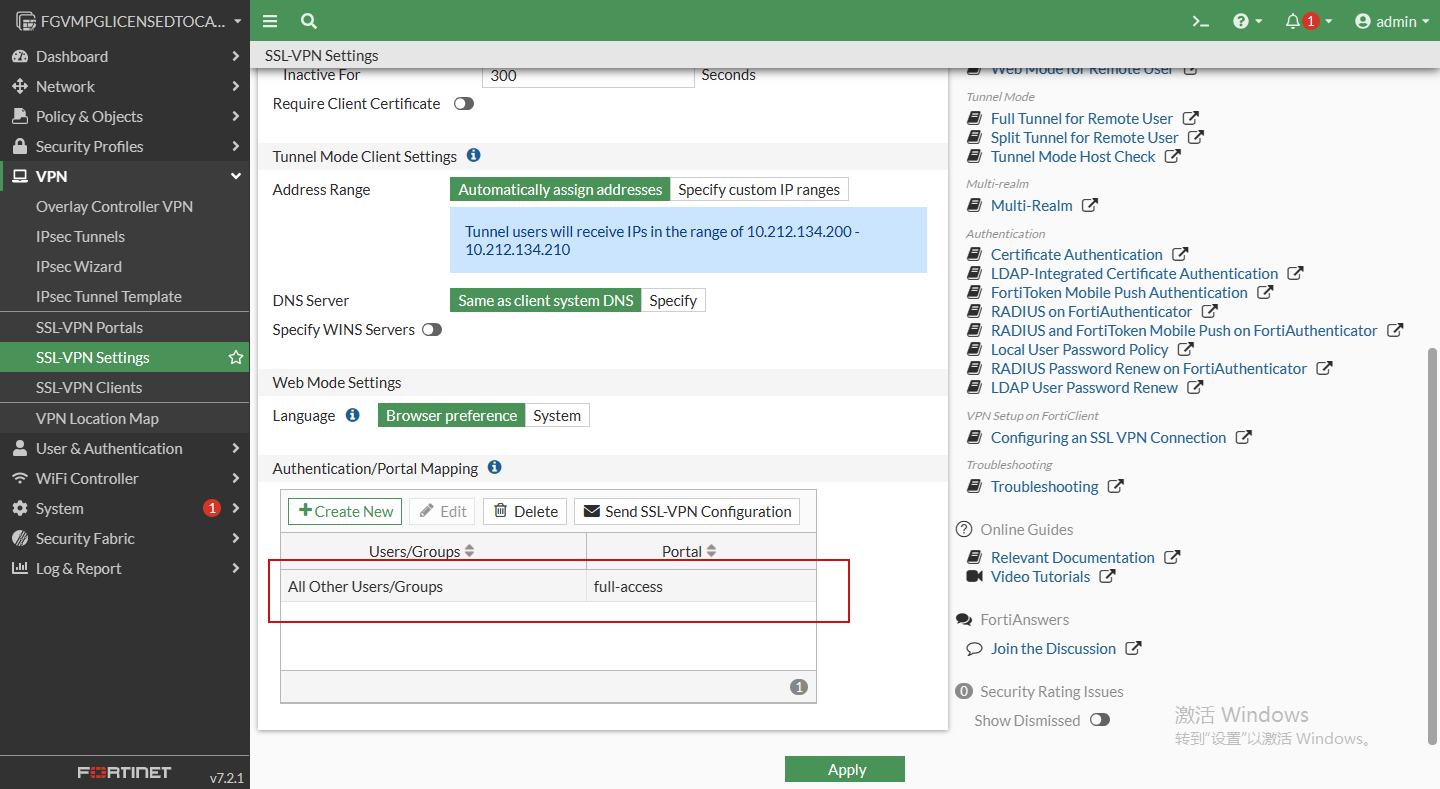 FGVMPGLICENSEDTOCA...
1
admin
Dashboard
Network
Policy & Objects
Security Profiles
VPN
Overlay Controller VPN
IPsec Tunnels
IPsec Wizard
IPsec Tunnel Template
SSL-VPN Portals
SSL-VPN Settings
SSL-VPN Clients
VPN Location Map
User & Authentication
WiFi Controller
System 1
Security Fabric
Log & Report
FORTINET v7.2.1
SSL-VPN Settings
Inactive For 300 Seconds
Require Client Certificate
Tunnel Mode Client Settings
Address Range Automatically assign addresses Specify custom IP ranges
Tunnel users will receive IPs in the range of 10.212.134.200 -
10.212.134.210
DNS Server Same as client system DNS Specify
Specify WINS Servers
Web Mode Settings
Language Browser preference System
Authentication/Portal Mapping
Create New Edit Delete Send SSL-VPN Configuration
Users/Groups Portal
All Other Users/Groups full-access
1
Apply
Web Mode for Remote User
Tunnel Mode
Full Tunnel for Remote User
Split Tunnel for Remote User
Tunnel Mode Host Check
Multi-realm
Multi-Realm
Authentication
Certificate Authentication
LDAP-Integrated Certificate Authentication
FortiToken Mobile Push Authentication
RADIUS on FortiAuthenticator
RADIUS and FortiToken Mobile Push on FortiAuthenticator
Local User Password Policy
RADIUS Password Renew on FortiAuthenticator
LDAP User Password Renew
VPN Setup on FortiClient
Configuring an SSL VPN Connection
Troubleshooting
Troubleshooting
Online Guides
Relevant Documentation
Video Tutorials
FortiAnswers
Join the Discussion
0 Security Rating Issues
Show Dismissed
激活 Windows
转到"设置"以激活 Windows。